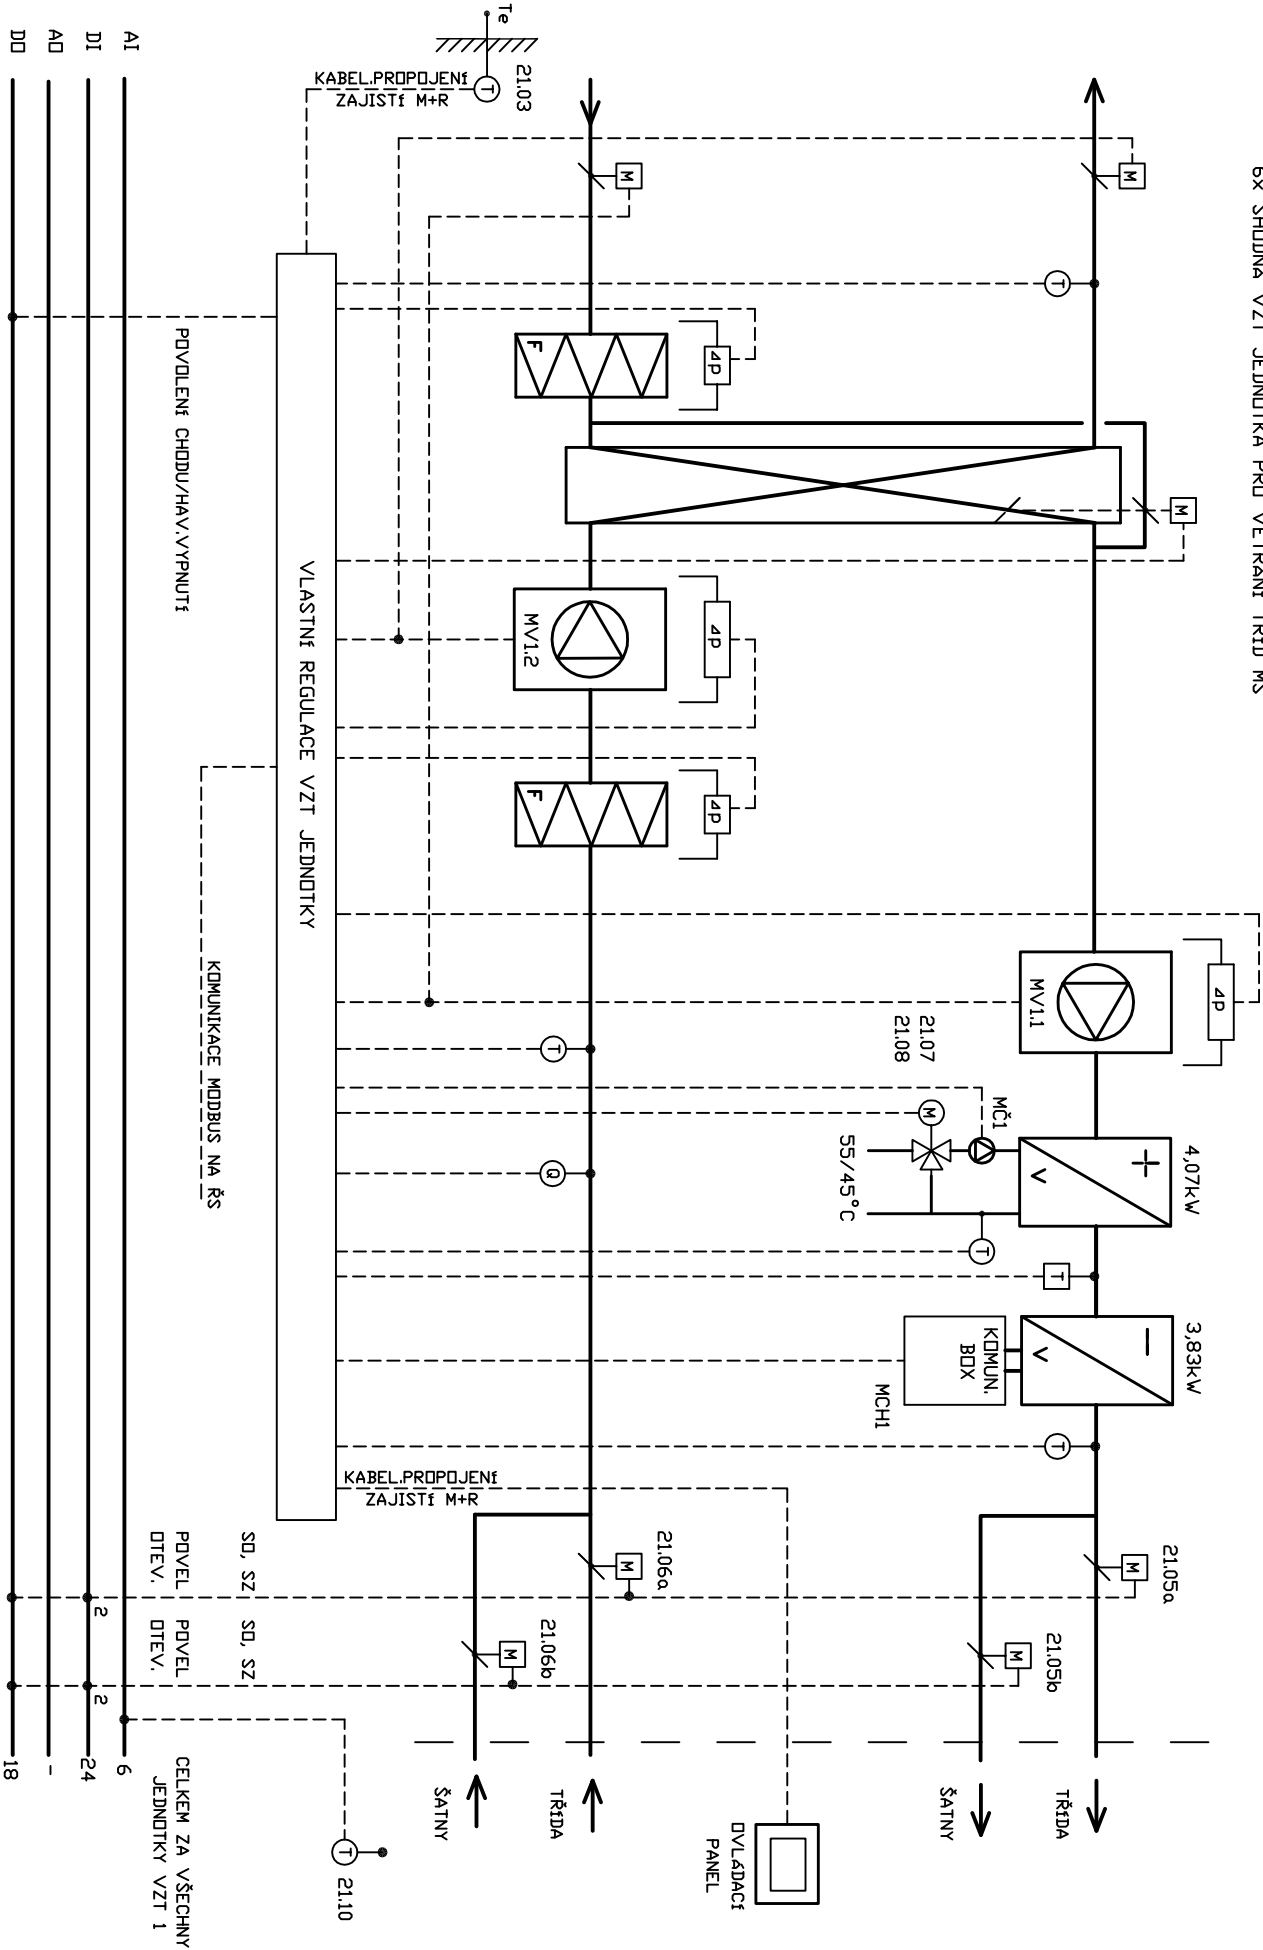 6X SHODNÁ VZT JEDNOTKA PRO VĚTRÁNÍ TŘÍD MŠ
Te
21.03
T
KABEL.PROPOJENÍ
ZAJISTÍ M+R
M
M
T
F
ΔP
M
MV1.2
ΔP
F
ΔP
MV1.1
ΔP
21.07
21.08
M
MČ1
55/45°C
4,07kW
+
V
T
T
T
Q
3,83kW
−
V
KOMUN.
BOX
MCH1
T
VLASTNÍ REGULACE VZT JEDNOTKY
POVOLENÍ CHODU/HAV.VYPNUTÍ
KOMUNIKACE MODBUS NA ŘS
KABEL.PROPOJENÍ
ZAJISTÍ M+R
21.05a
M
21.05b
M
21.06a
M
21.06b
M
SO, SZ
POVEL
OTEV.
2
SO, SZ
POVEL
OTEV.
2
TŘÍDA
ŠATNY
TŘÍDA
ŠATNY
OVLÁDACÍ
PANEL
T
21.10
CELKEM ZA VŠECHNY
JEDNOTKY VZT 1
AI
6
DI
24
AO
-
DO
18